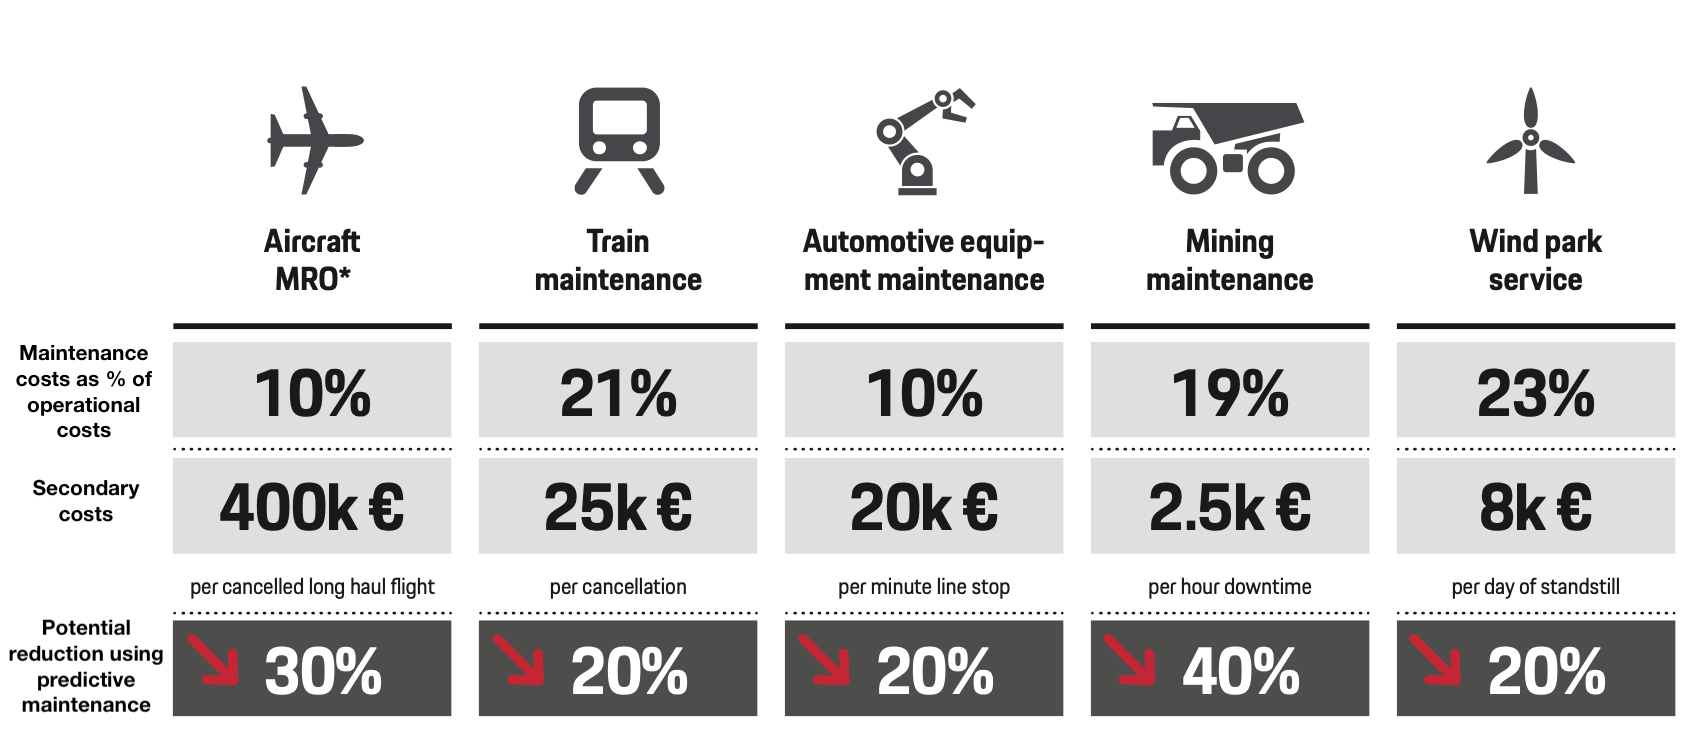 Aircraft
MRO*
Train
maintenance
Automotive equip-
ment maintenance
Mining
maintenance
Wind park
service
Maintenance
costs as % of
operational
costs
10%
21%
10%
19%
23%
Secondary
costs
400k €
25k €
20k €
2.5k €
8k €
per cancelled long haul flight
per cancellation
per minute line stop
per hour downtime
per day of standstill
Potential
reduction using
predictive
maintenance
30%
20%
20%
40%
20%